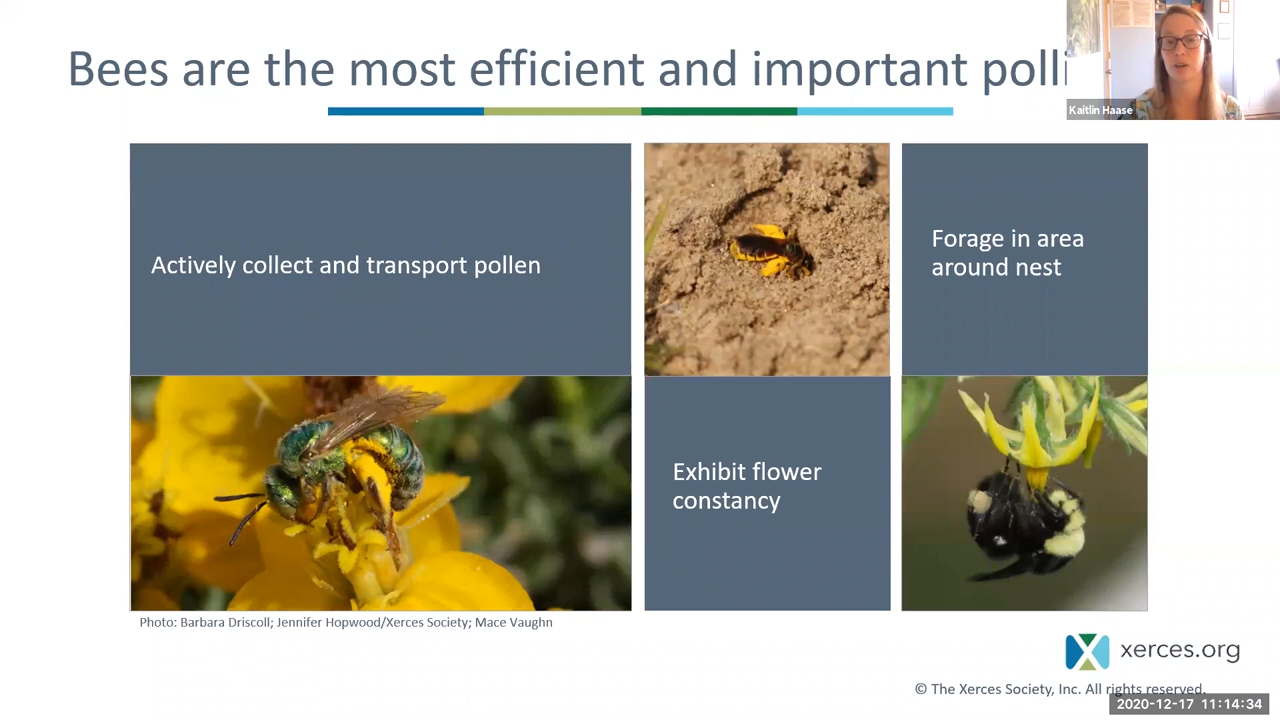 Bees are the most efficient and important polli
Kaitlin Haase
Actively collect and transport pollen
Forage in area
around nest
Exhibit flower
constancy
Photo: Barbara Driscoll; Jennifer Hopwood/Xerces Society; Mace Vaughn
xerces.org
© The Xerces Society, Inc. All rights reserved.
2020-12-17 11:14:34